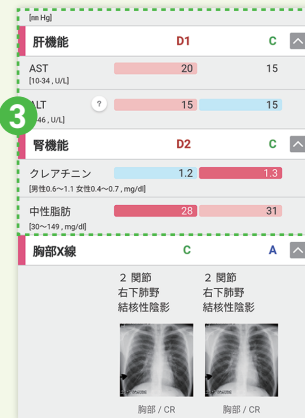 [nm Hg]
肝機能 D1 C
AST 20 15
[10-34 , U/L]
ALT ? 15 15
46 , U/L]
3
腎機能 D2 C
クレアチニン 1.2 1.3
[男性0.6〜1.1 女性0.4〜0.7 , mg/dl]
中性脂肪 28 31
[30〜149 , mg/dl]
胸部X線 C A
２ 関節 ２ 関節
右下肺野 右下肺野
結核性陰影 結核性陰影
胸部 / CR 胸部 / CR